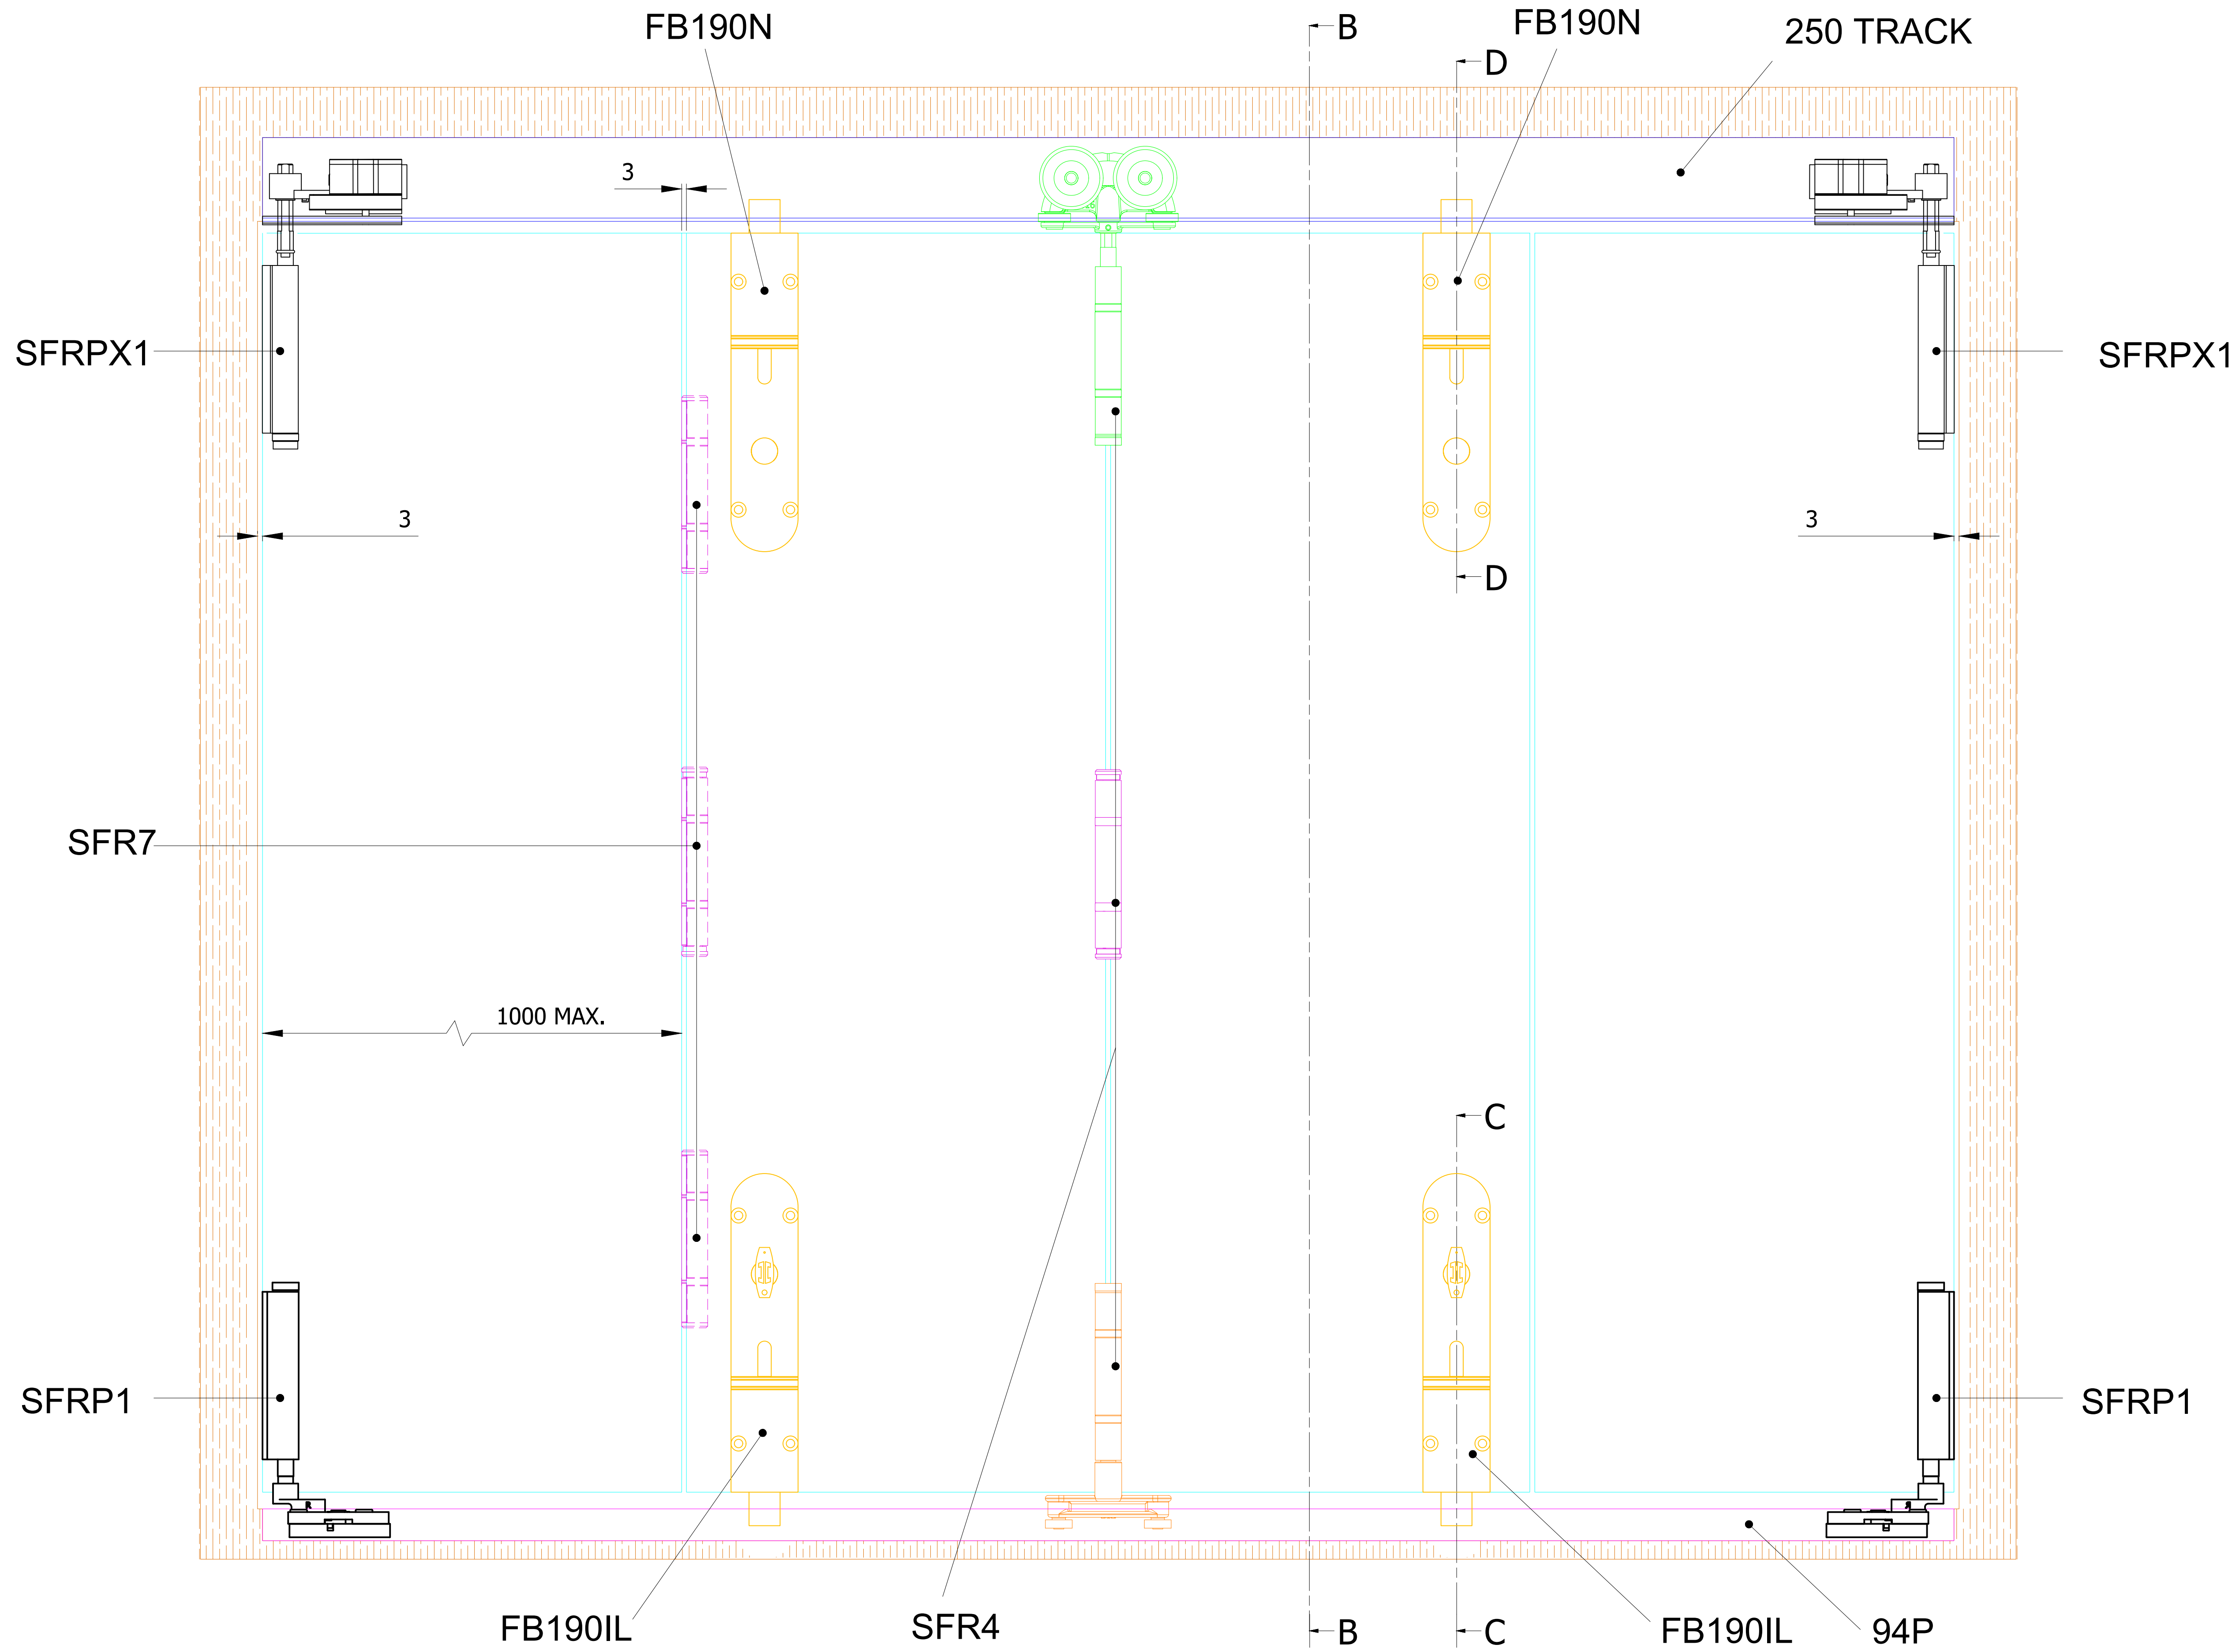 FB190N
B
FB190N
250 TRACK
D
3
SFRPX1
SFRPX1
3
3
D
SFR7
1000 MAX.
C
SFRP1
SFRP1
FB190IL
SFR4
B
C
FB190IL
94P